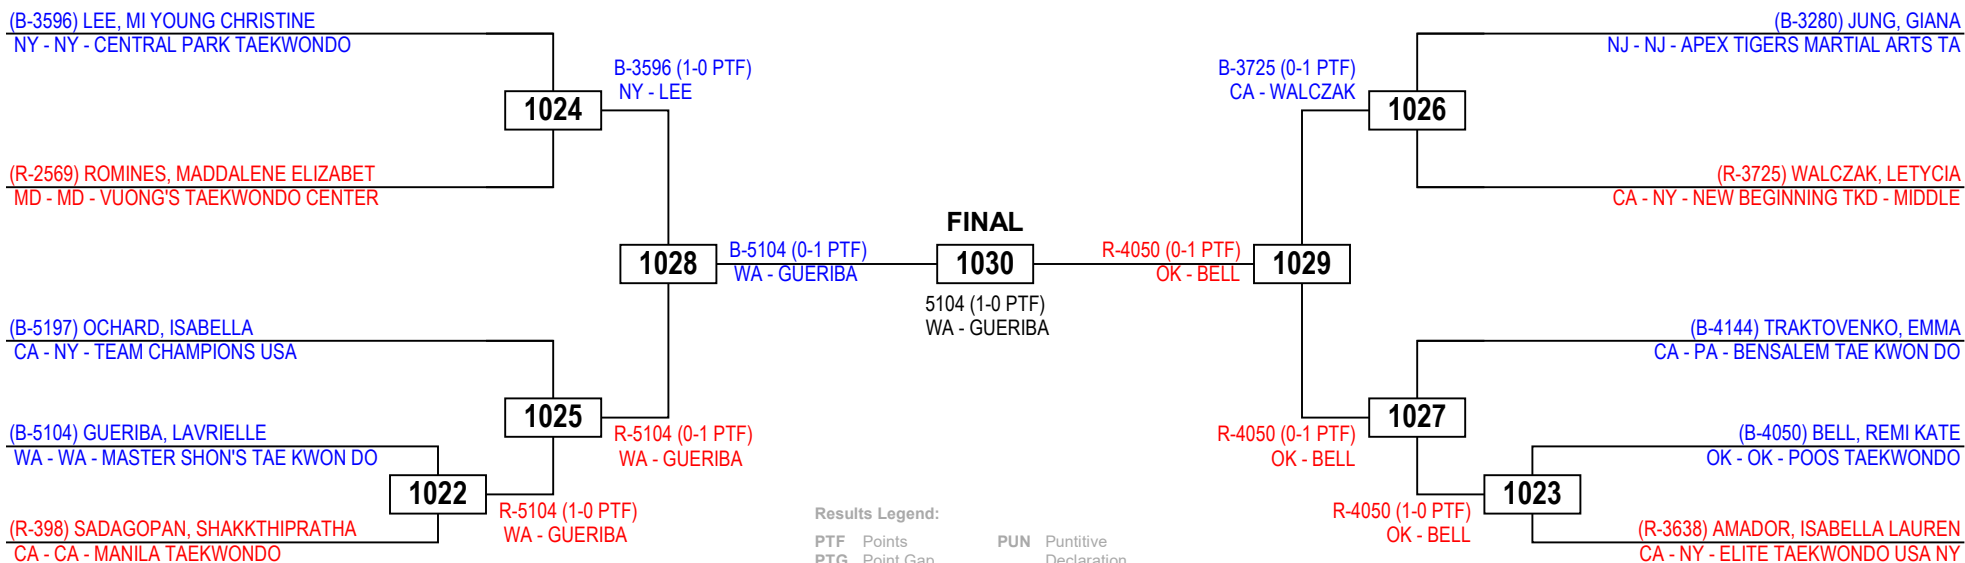 (B-3596) LEE, MI YOUNG CHRISTINE
NY - NY - CENTRAL PARK TAEKWONDO
B-3596 (1-0 PTF)
NY - LEE
1024
(R-2569) ROMINES, MADDALENE ELIZABET
MD - MD - VUONG'S TAEKWONDO CENTER
1028
B-5104 (0-1 PTF)
WA - GUERIBA
(B-5197) OCHARD, ISABELLA
CA - NY - TEAM CHAMPIONS USA
1025
R-5104 (0-1 PTF)
WA - GUERIBA
(B-5104) GUERIBA, LAVRIELLE
WA - WA - MASTER SHON'S TAE KWON DO
1022
R-5104 (1-0 PTF)
WA - GUERIBA
(R-398) SADAGOPAN, SHAKKTHIPRATHA
CA - CA - MANILA TAEKWONDO
FINAL
1030
5104 (1-0 PTF)
WA - GUERIBA
(B-3280) JUNG, GIANA
NJ - NJ - APEX TIGERS MARTIAL ARTS TA
B-3725 (0-1 PTF)
CA - WALCZAK
1026
(R-3725) WALCZAK, LETYCIA
CA - NY - NEW BEGINNING TKD - MIDDLE
R-4050 (0-1 PTF)
OK - BELL
1029
(B-4144) TRAKTOVENKO, EMMA
CA - PA - BENSALEM TAE KWON DO
1027
R-4050 (0-1 PTF)
OK - BELL
(B-4050) BELL, REMI KATE
OK - OK - POOS TAEKWONDO
1023
R-4050 (1-0 PTF)
OK - BELL
(R-3638) AMADOR, ISABELLA LAUREN
CA - NY - ELITE TAEKWONDO USA NY
Results Legend:
PTF Points PUN Puntitive
PTG Point Gap Declaration